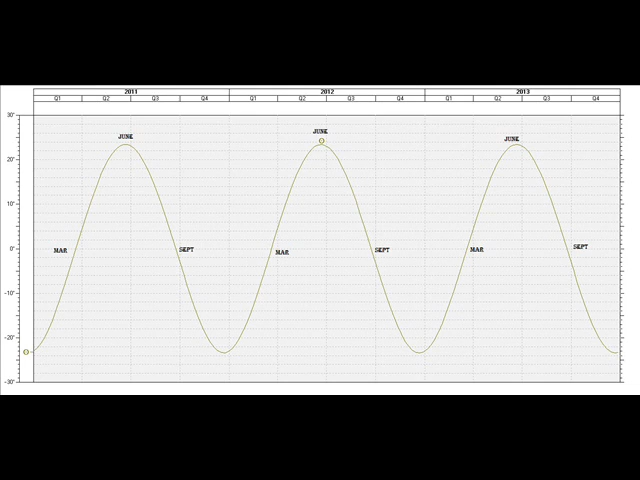 2011 2012 2013
Q1 Q2 Q3 Q4 Q1 Q2 Q3 Q4 Q1 Q2 Q3 Q4
30°
JUNE JUNE JUNE
20°
10°
0° MAR SEPT MAR SEPT MAR SEPT
-10°
-20°
-30°